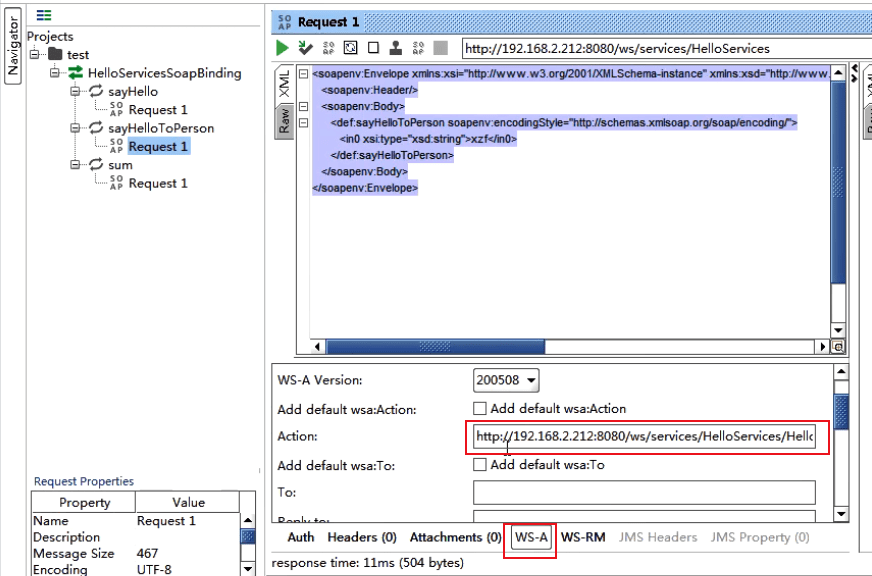 Navigator
Projects
test
HelloServicesSoapBinding
sayHello
SO AP Request 1
sayHelloToPerson
SO AP Request 1
sum
SO AP Request 1
Request Properties
Property Value
Name Request 1
Description
Message Size 467
Encoding UTF-8
SO AP Request 1
http://192.168.2.212:8080/ws/services/HelloServices
XML
Raw
<soapenv:Envelope xmlns:xsi="http://www.w3.org/2001/XMLSchema-instance" xmlns:xsd="http://www.
<soapenv:Header/>
<soapenv:Body>
<def:sayHelloToPerson soapenv:encodingStyle="http://schemas.xmlsoap.org/soap/encoding/">
<in0 xsi:type="xsd:string">xzf</in0>
</def:sayHelloToPerson>
</soapenv:Body>
</soapenv:Envelope>
WS-A Version: 200508
Add default wsa:Action: Add default wsa:Action
Action: http://192.168.2.212:8080/ws/services/HelloServices/Hello
Add default wsa:To: Add default wsa:To
To:
Reply to:
Auth Headers (0) Attachments (0) WS-A WS-RM JMS Headers JMS Property (0)
response time: 11ms (504 bytes)